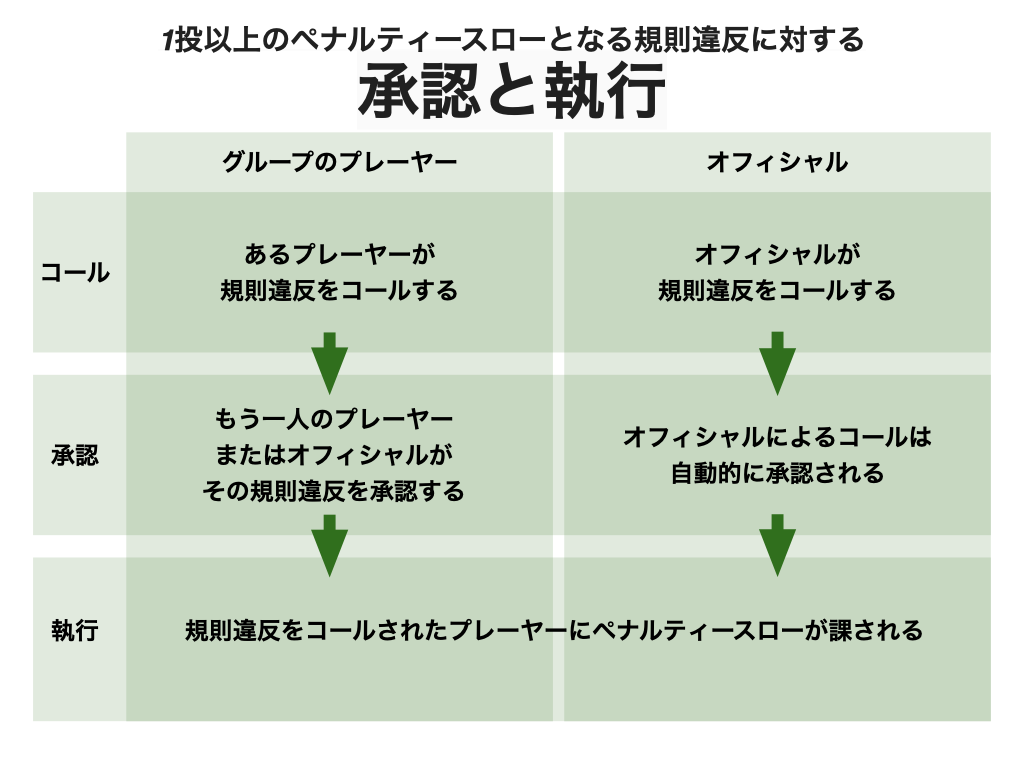 1投以上のペナルティースローとなる規則違反に対する
承認と執行
グループのプレーヤー
オフィシャル
コール
あるプレーヤーが
規則違反をコールする
オフィシャルが
規則違反をコールする
承認
もう一人のプレーヤー
またはオフィシャルが
その規則違反を承認する
オフィシャルによるコールは
自動的に承認される
執行
規則違反をコールされたプレーヤーにペナルティースローが課される